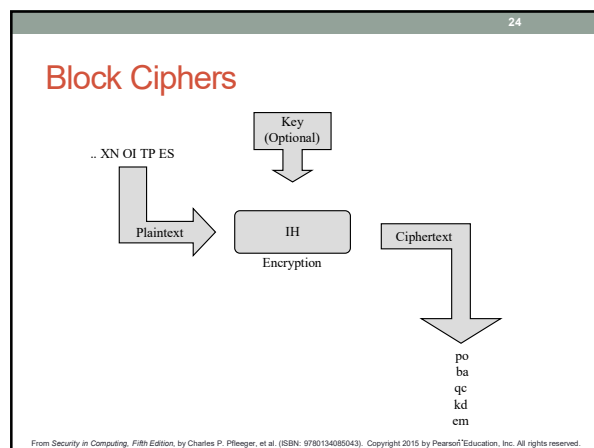 24
Block Ciphers
Key
(Optional)
.. XN OI TP ES
Plaintext
IH
Encryption
Ciphertext
po
ba
qc
kd
em
From Security in Computing, Fifth Edition, by Charles P. Pfleeger, et al. (ISBN: 9780134085043). Copyright 2015 by Pearson Education, Inc. All rights reserved.